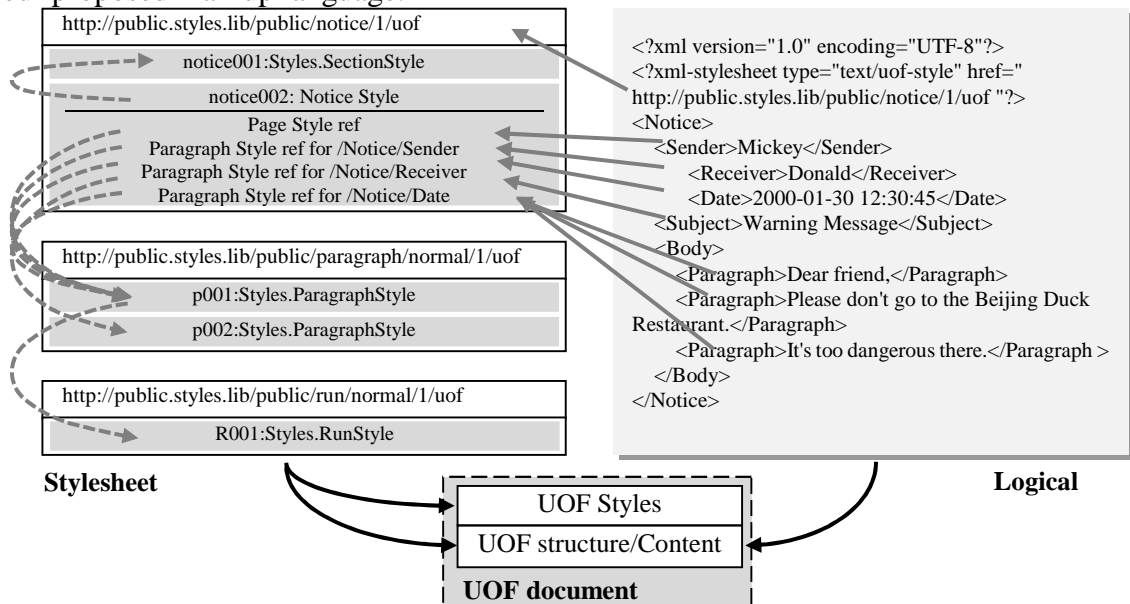 http://public.styles.lib/public/notice/1/uof
notice001:Styles.SectionStyle
notice002: Notice Style
Page Style ref
Paragraph Style ref for /Notice/Sender
Paragraph Style ref for /Notice/Receiver
Paragraph Style ref for /Notice/Date
http://public.styles.lib/public/paragraph/normal/1/uof
p001:Styles.ParagraphStyle
p002:Styles.ParagraphStyle
http://public.styles.lib/public/run/normal/1/uof
R001:Styles.RunStyle
Stylesheet
<?xml version="1.0" encoding="UTF-8"?>
<?xml-stylesheet type="text/uof-style" href="
http://public.styles.lib/public/notice/1/uof "?>
<Notice>
<Sender>Mickey</Sender>
<Receiver>Donald</Receiver>
<Date>2000-01-30 12:30:45</Date>
<Subject>Warning Message</Subject>
<Body>
<Paragraph>Dear friend,</Paragraph>
<Paragraph>Please don't go to the Beijing Duck
Restaurant.</Paragraph>
<Paragraph>It's too dangerous there.</Paragraph >
</Body>
</Notice>
Logical
UOF Styles
UOF structure/Content
UOF document